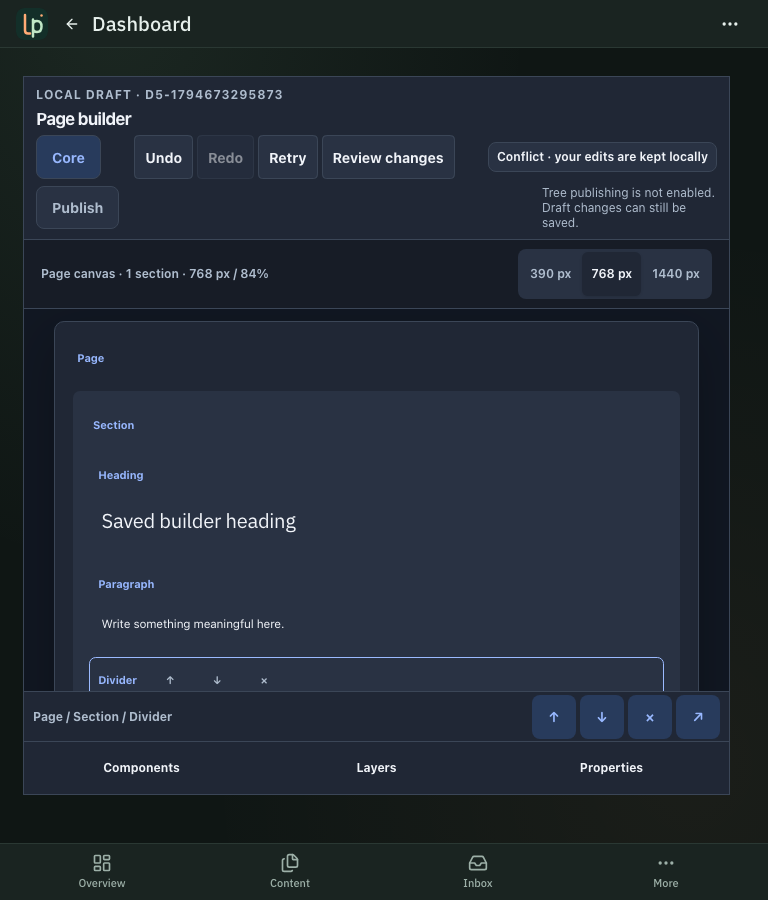 lp ← Dashboard ···
LOCAL DRAFT · D5-1794673295873
Page builder
Core Undo Redo Retry Review changes Conflict · your edits are kept locally
Publish
Tree publishing is not enabled.
Draft changes can still be
saved.
Page canvas · 1 section · 768 px / 84% 390 px 768 px 1440 px
Page
Section
Heading
Saved builder heading
Paragraph
Write something meaningful here.
Divider ↑ ↓ ×
Page / Section / Divider ↑ ↓ × ↗
Components Layers Properties
Overview Content Inbox More